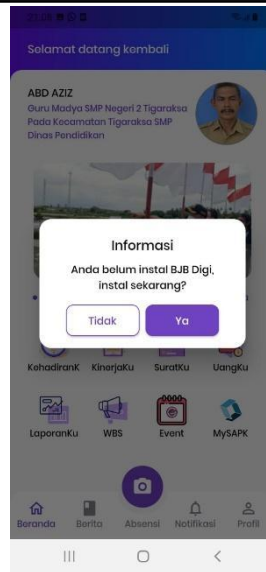 Selamat datang kembali
ABD AZIZ
Guru Madya SMP Negeri 2 Tigaraksa
Pada Kecamatan Tigaraksa SMP
Dinas Pendidikan
Informasi
Anda belum instal BJB Digi,
instal sekarang?
Tidak
Ya
KehadiranK
KinerjaKu
SuratKu
UangKu
LaporanKu
WBS
Event
MySAPK
Beranda
Berita
Absensi
Notifikasi
Profil